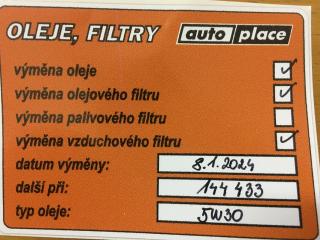 OLEJE, FILTRY auto place
výměna oleje
výměna olejového filtru
výměna palivového filtru
výměna vzduchového filtru
datum výměny: 8.1.2024
další při: 144 433
typ oleje: 5W30